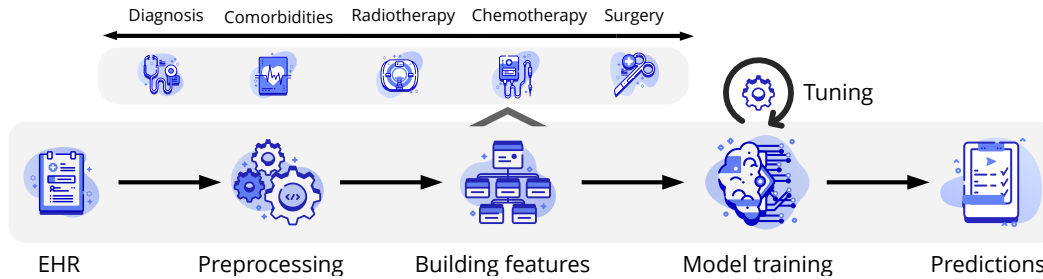 Diagnosis Comorbidities Radiotherapy Chemotherapy Surgery
Tuning
</>
EHR Preprocessing Building features Model training Predictions